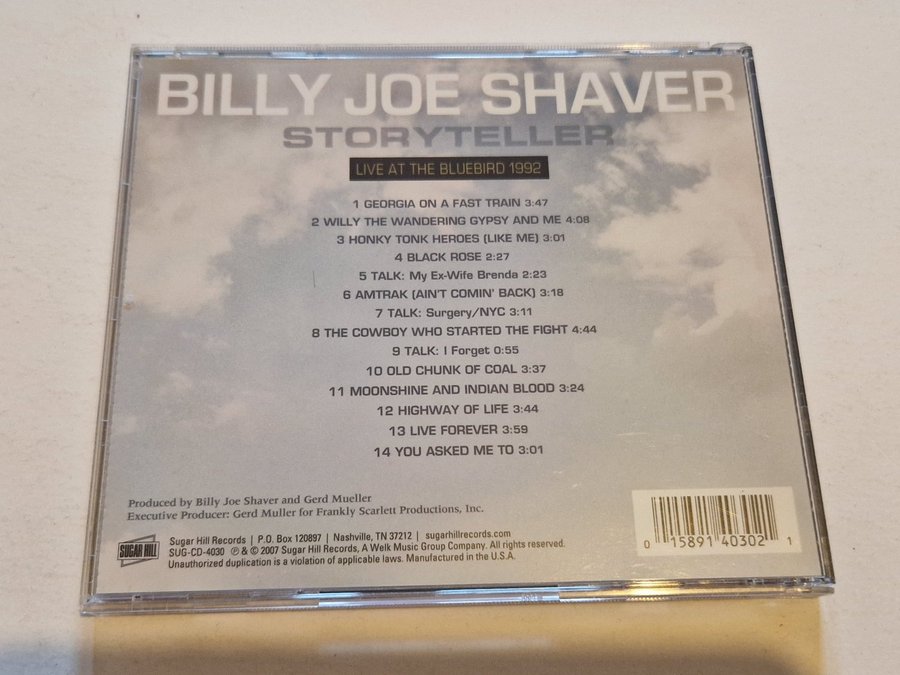 BILLY JOE SHAVER
STORYTELLER
LIVE AT THE BLUEBIRD 1992
1 GEORGIA ON A FAST TRAIN 3:47
2 WILLY THE WANDERING GYPSY AND ME 4:08
3 HONKY TONK HEROES (LIKE ME) 3:01
4 BLACK ROSE 2:27
5 TALK: My Ex-Wife Brenda 2:23
6 AMTRAK (AIN'T COMIN' BACK) 3:18
7 TALK: Surgery/NYC 3:11
8 THE COWBOY WHO STARTED THE FIGHT 4:44
9 TALK: I Forget 0:55
10 OLD CHUNK OF COAL 3:37
11 MOONSHINE AND INDIAN BLOOD 3:24
12 HIGHWAY OF LIFE 3:44
13 LIVE FOREVER 3:59
14 YOU ASKED ME TO 3:01
Produced by Billy Joe Shaver and Gerd Mueller
Executive Producer: Gerd Muller for Frankly Scarlett Productions, Inc.
SUGAR HILL
Sugar Hill Records | P.O. Box 120897 | Nashville, TN 37212 | sugarhillrecords.com
SUG-CD-4030 ℗ & © 2007 Sugar Hill Records, A Welk Music Group Company. All rights reserved.
Unauthorized duplication is a violation of applicable laws. Manufactured in the U.S.A.
0 15891 40302 1